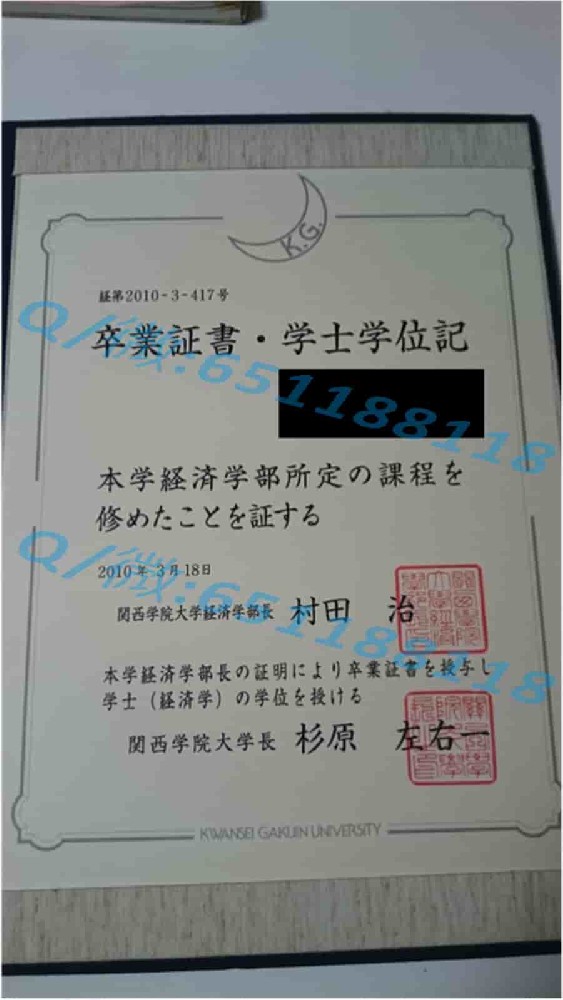 K.G.
経第2010-3-417号
卒業証書・学士学位記
Q/微:651188118
本学経済学部所定の課程を
修めたことを証する
2010年 3月18日
関西学院大学経済学部長 村田 治
Q/微:651188118
本学経済学部長の証明により卒業証書を授与し
学士（経済学）の学位を授ける
関西学院大学長 杉原 左右一
KWANSEI GAKUIN UNIVERSITY